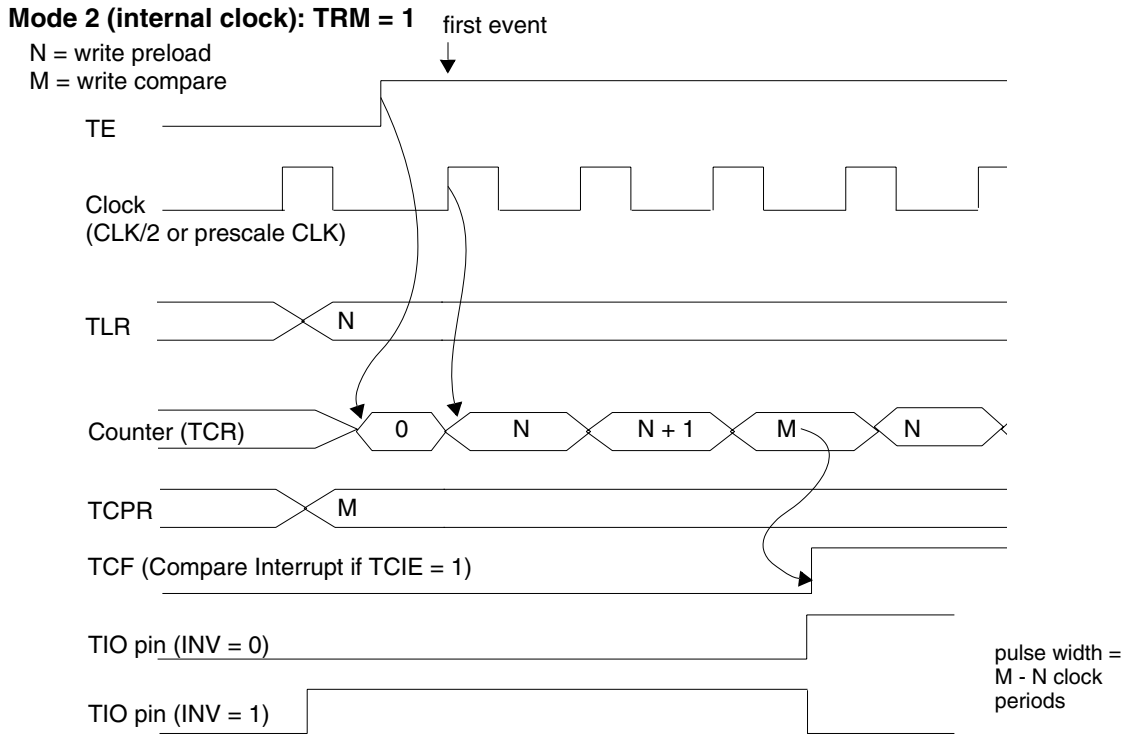 Mode 2 (internal clock): TRM = 1
first event
N = write preload
M = write compare
TE
Clock
(CLK/2 or prescale CLK)
TLR
N
Counter (TCR)
0
N
N + 1
M
N
TCPR
M
TCF (Compare Interrupt if TCIE = 1)
TIO pin (INV = 0)
pulse width =
M - N clock
periods
TIO pin (INV = 1)